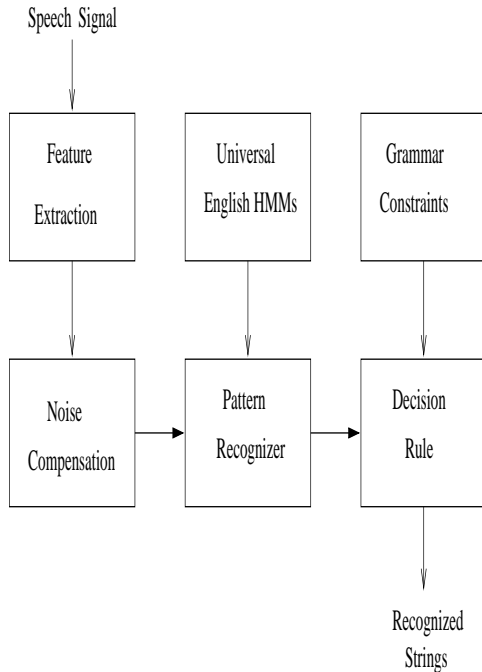 Speech Signal
Feature
Extraction
Universal
English HMMs
Grammar
Constraints
Noise
Compensation
Pattern
Recognizer
Decision
Rule
Recognized
Strings